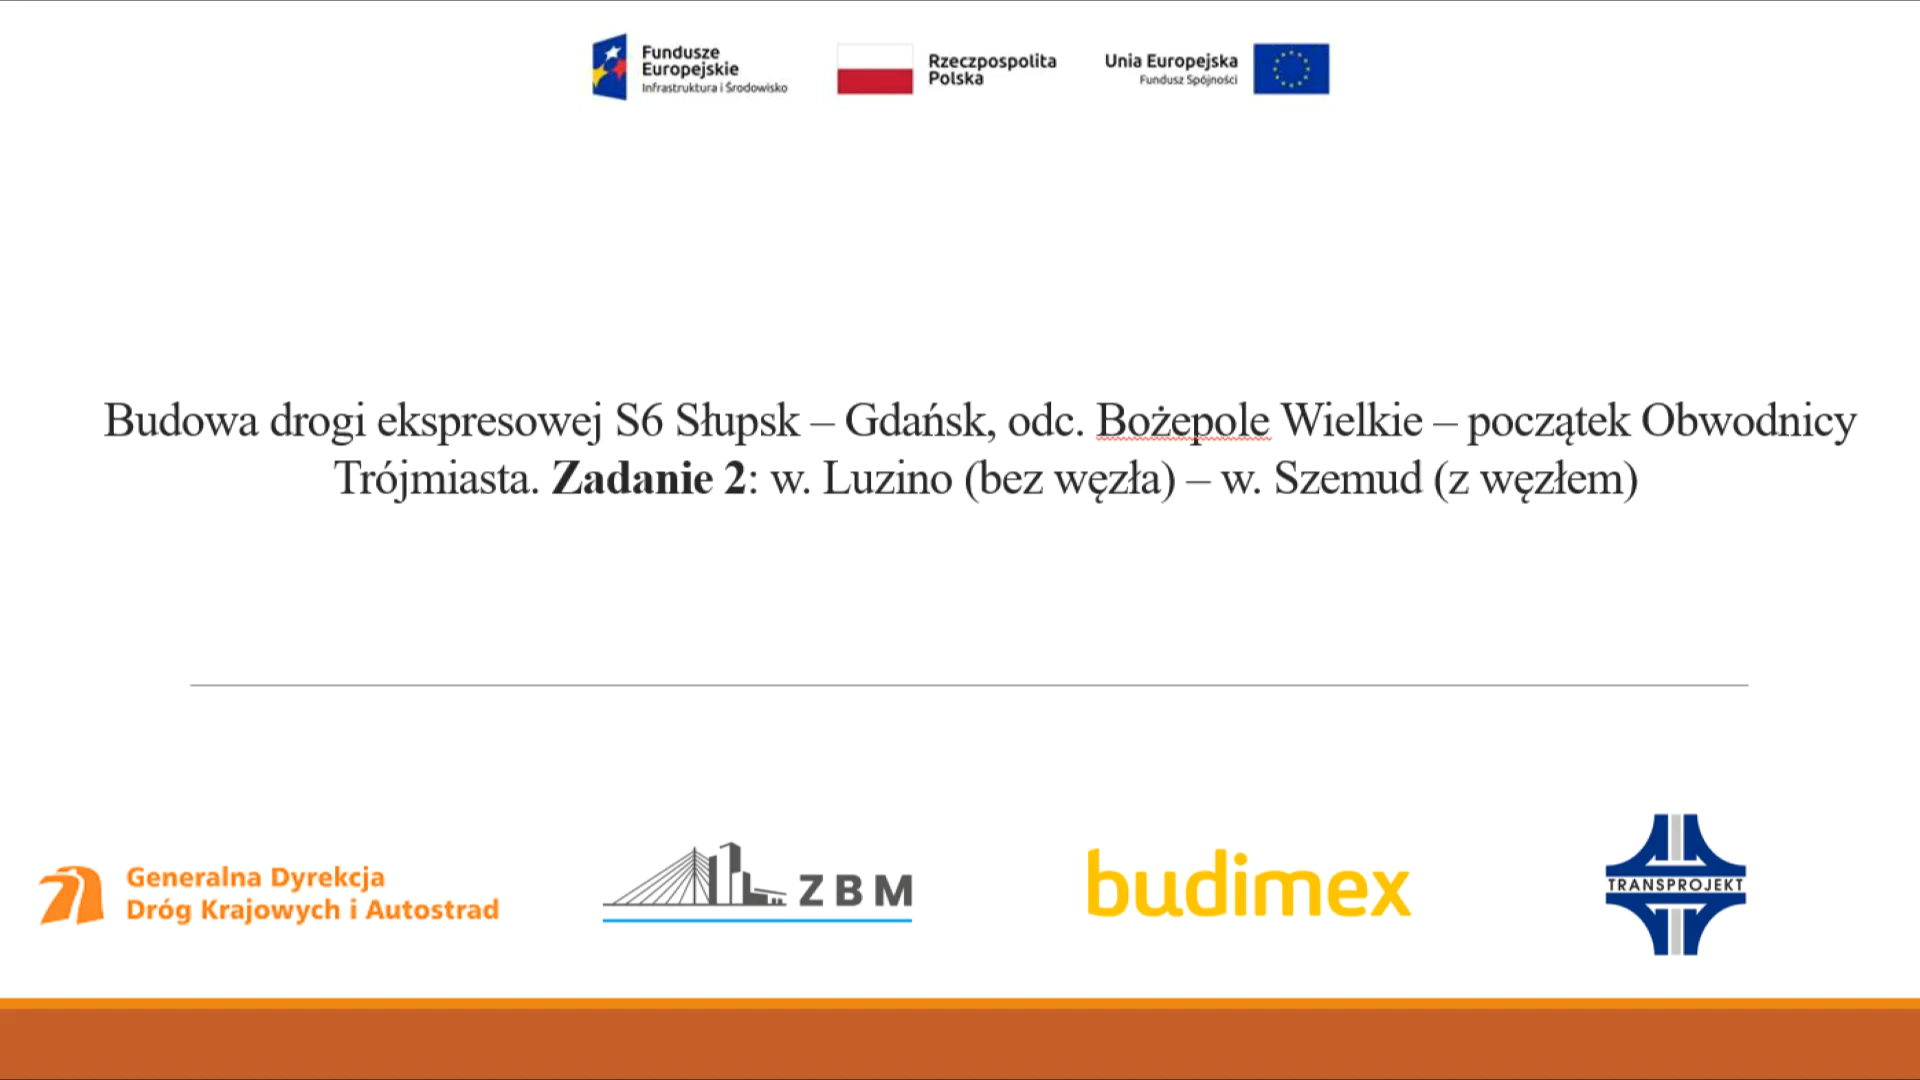 Fundusze
Europejskie
Infrastruktura i Środowisko
Rzeczpospolita
Polska
Unia Europejska
Fundusz Spójności
Budowa drogi ekspresowej S6 Słupsk – Gdańsk, odc. Bożepole Wielkie – początek Obwodnicy
Trójmiasta. Zadanie 2: w. Luzino (bez węzła) – w. Szemud (z węzłem)
Generalna Dyrekcja
Dróg Krajowych i Autostrad
ZBM
budimex
TRANSPROJEKT